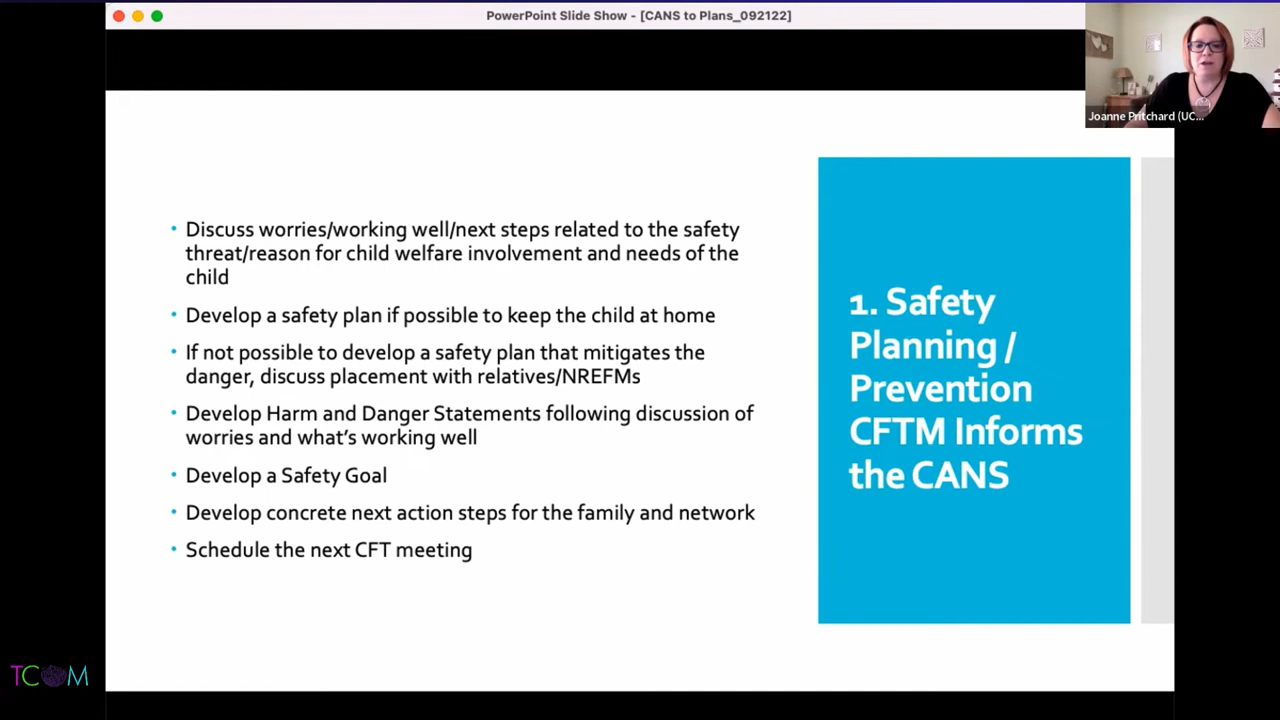 PowerPoint Slide Show - [CANS to Plans_092122]
Joanne Pritchard (UC...
• Discuss worries/working well/next steps related to the safety
threat/reason for child welfare involvement and needs of the
child
• Develop a safety plan if possible to keep the child at home
• If not possible to develop a safety plan that mitigates the
danger, discuss placement with relatives/NREFMs
• Develop Harm and Danger Statements following discussion of
worries and what's working well
• Develop a Safety Goal
• Develop concrete next action steps for the family and network
• Schedule the next CFT meeting
1. Safety
Planning /
Prevention
CFTM Informs
the CANS
TCOM